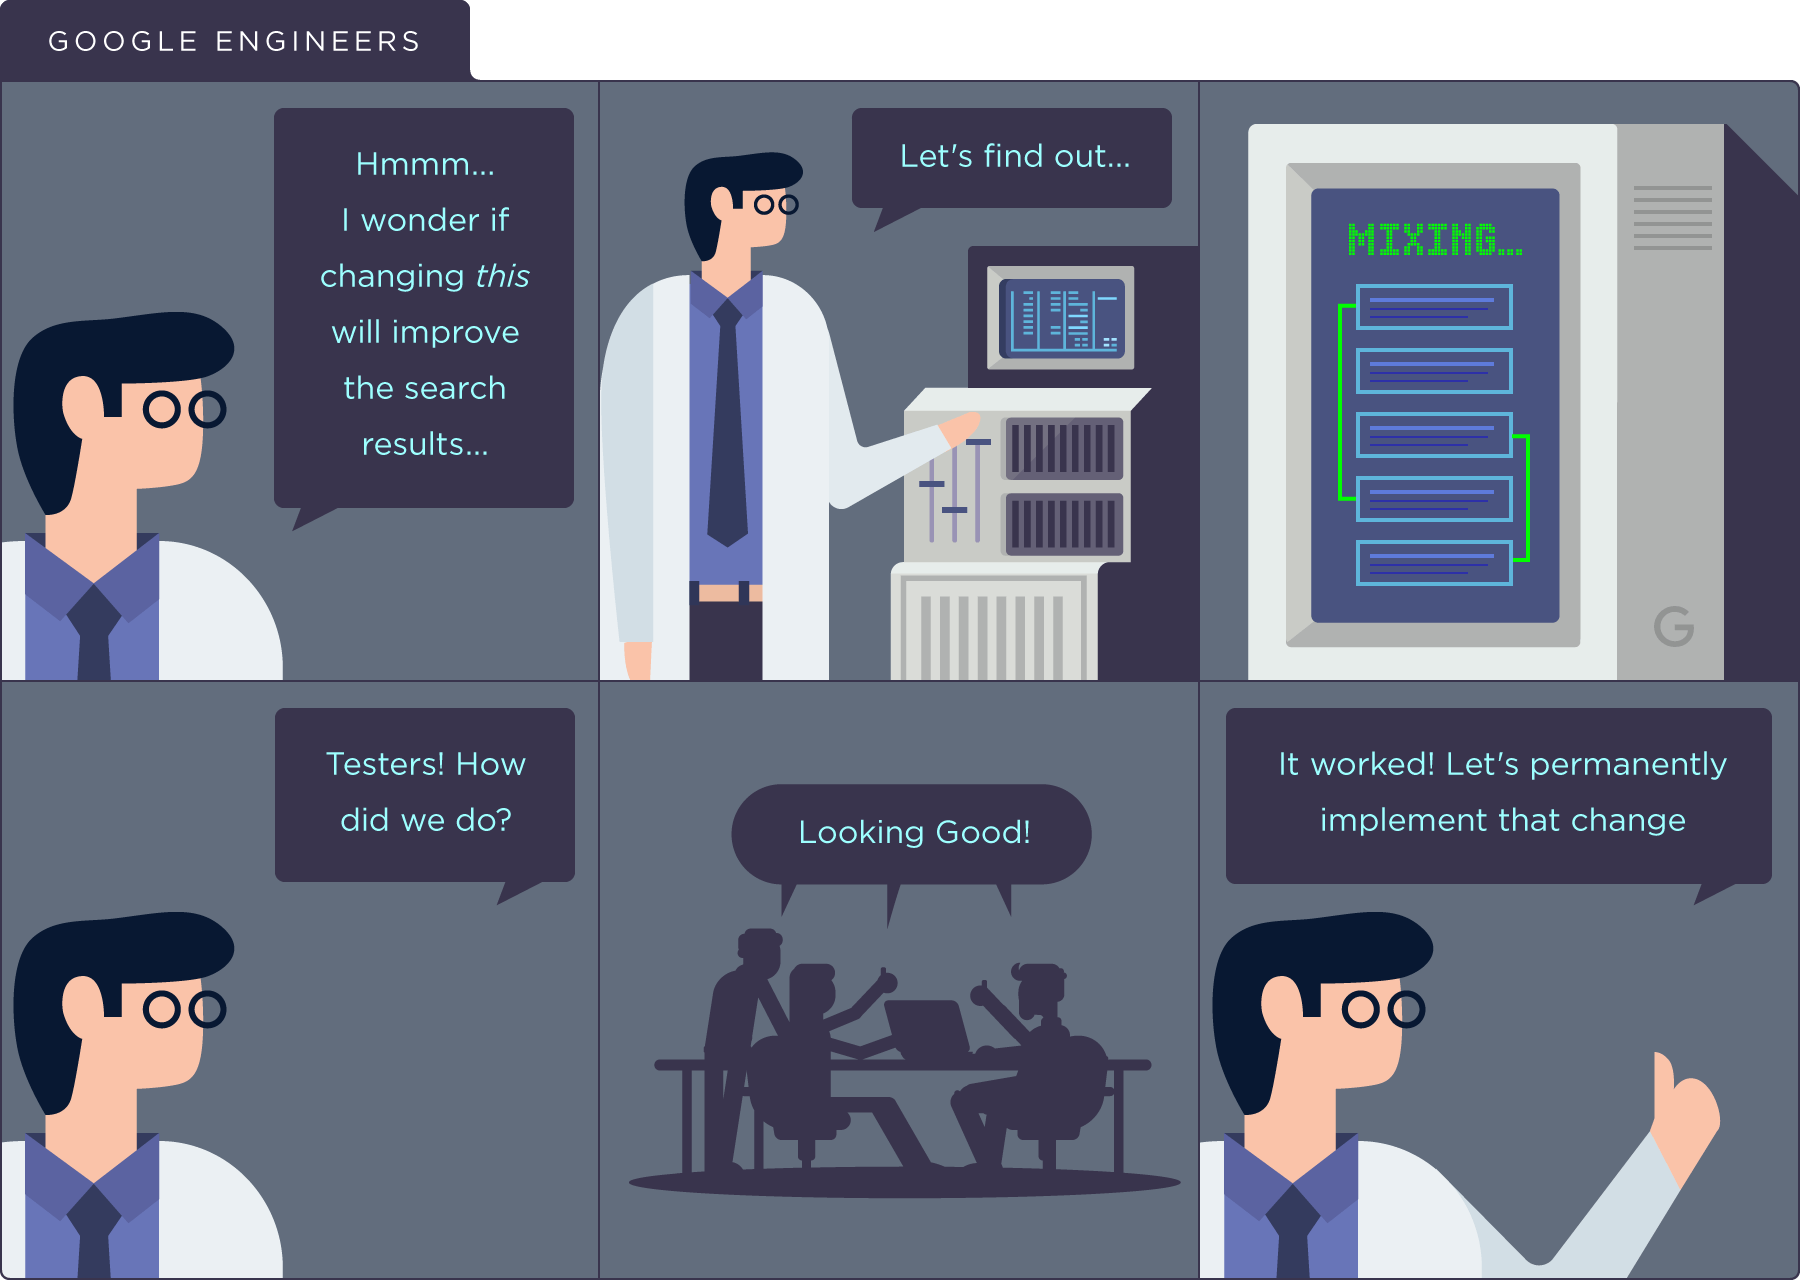 GOOGLE ENGINEERS
Hmmm...
I wonder if
changing this
will improve
the search
results...
Let's find out...
MIXING...
G
Testers! How
did we do?
Looking Good!
It worked! Let's permanently
implement that change